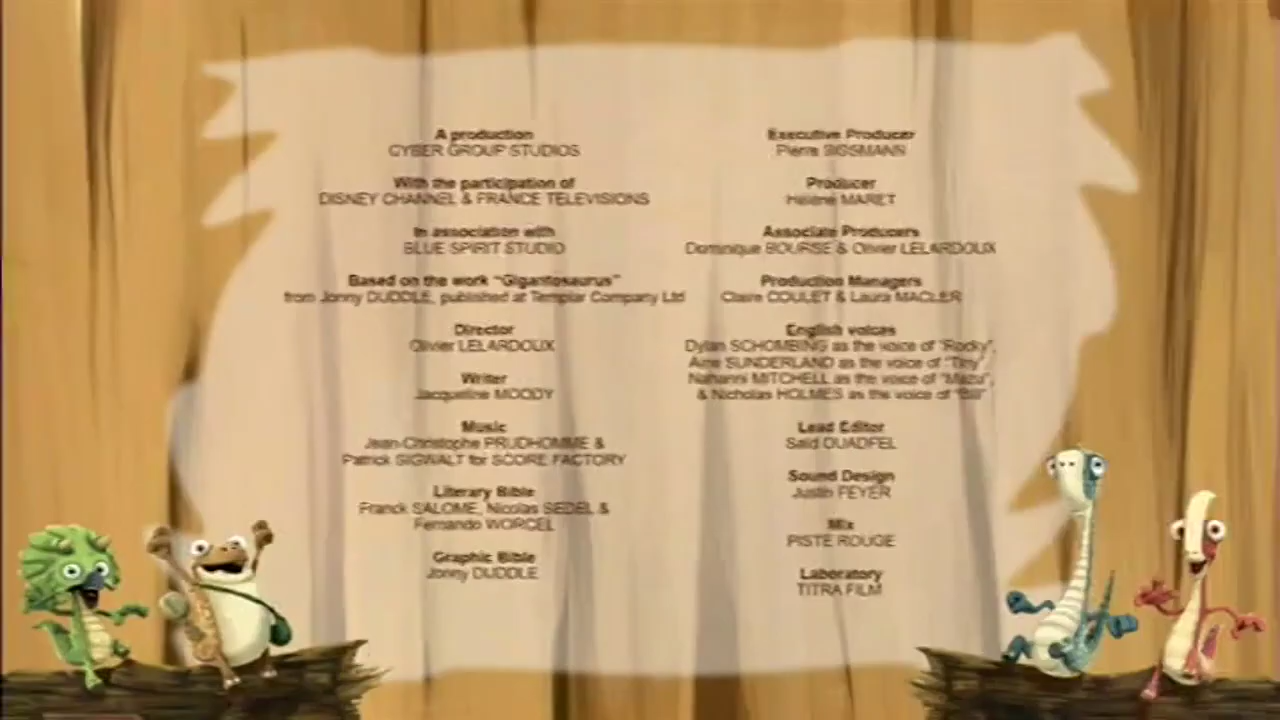 A production
CYBER GROUP STUDIOS
With the participation of
DISNEY CHANNEL & FRANCE TELEVISIONS
In association with
BLUE SPIRIT STUDIO
Based on the work "Gigantosaurus"
from Jonny DUDDLE, published at Templar Company Ltd
Director
Olivier LELARDOUX
Writer
Jacqueline MOODY
Music
Jean-Christophe PRUDHOMME &
Patrick SIGWALT for SCORE FACTORY
Literary Bible
Franck SALOME, Nicolas SEDEL &
Fernando WORCEL
Graphic Bible
Jonny DUDDLE
Executive Producer
Pierre SISSMANN
Producer
Hélène MARET
Associate Producers
Dominique BOURSE & Olivier LELARDOUX
Production Managers
Claire COULET & Laura MACLER
English voices
Dylan SCHOMBING as the voice of "Rocky",
Aine SUNDERLAND as the voice of "Tiny",
Nahanni MITCHELL as the voice of "Mazu",
& Nicholas HOLMES as the voice of "Bill"
Lead Editor
Saïd OUADFEL
Sound Design
Justin FEYER
Mix
PISTE ROUGE
Laboratory
TITRA FILM